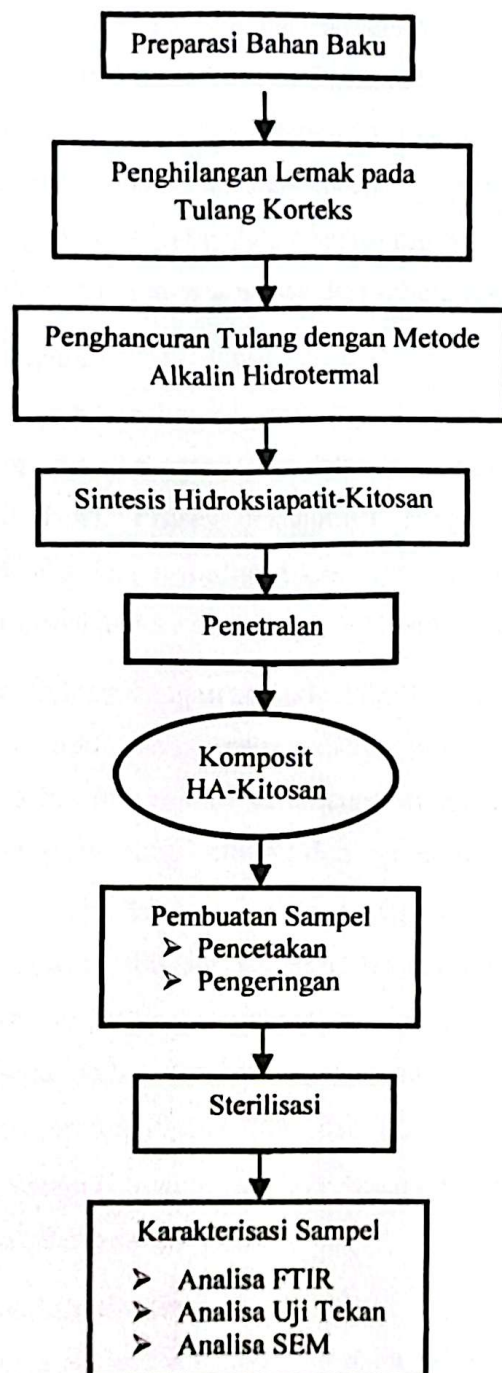 Preparasi Bahan Baku
Penghilangan Lemak pada
Tulang Korteks
Penghancuran Tulang dengan Metode
Alkalin Hidrotermal
Sintesis Hidroksiapatit-Kitosan
Penetralan
Komposit
HA-Kitosan
Pembuatan Sampel
➢ Pencetakan
➢ Pengeringan
Sterilisasi
Karakterisasi Sampel
➢ Analisa FTIR
➢ Analisa Uji Tekan
➢ Analisa SEM